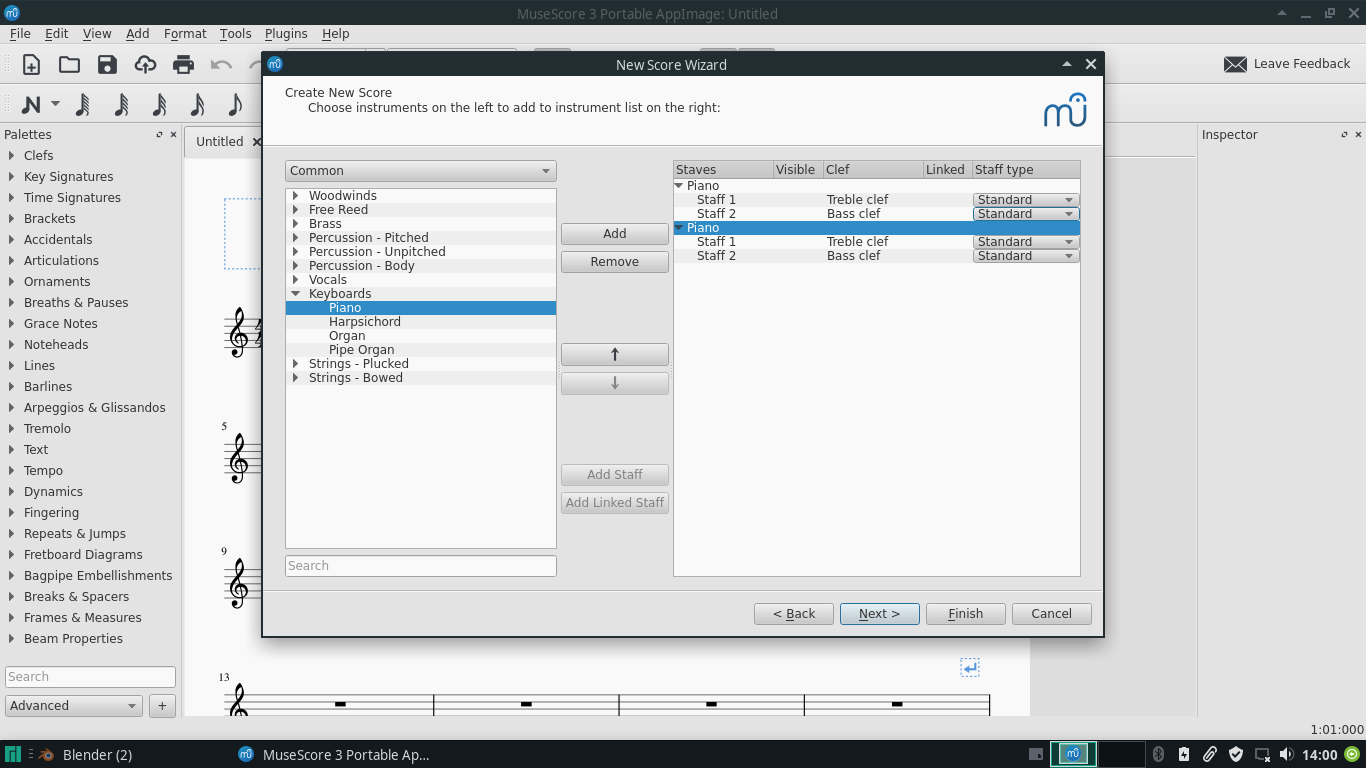 MuseScore 3 Portable AppImage: Untitled
File Edit View Add Format Tools Plugins Help
Leave Feedback
Palettes
Clefs
Key Signatures
Time Signatures
Brackets
Accidentals
Articulations
Ornaments
Breaths & Pauses
Grace Notes
Noteheads
Lines
Barlines
Arpeggios & Glissandos
Tremolo
Text
Tempo
Dynamics
Fingering
Repeats & Jumps
Fretboard Diagrams
Bagpipe Embellishments
Breaks & Spacers
Frames & Measures
Beam Properties
Search
Advanced +
Untitled
5
9
13
New Score Wizard
Create New Score
Choose instruments on the left to add to instrument list on the right:
mu
Common
Woodwinds
Free Reed
Brass
Percussion - Pitched
Percussion - Unpitched
Percussion - Body
Vocals
Keyboards
Piano
Harpsichord
Organ
Pipe Organ
Strings - Plucked
Strings - Bowed
Search
Add
Remove
Add Staff
Add Linked Staff
Staves Visible Clef Linked Staff type
Piano
Staff 1 Treble clef Standard
Staff 2 Bass clef Standard
Piano
Staff 1 Treble clef Standard
Staff 2 Bass clef Standard
< Back Next > Finish Cancel
Inspector
1:01:000
Blender (2) MuseScore 3 Portable Ap... 14:00